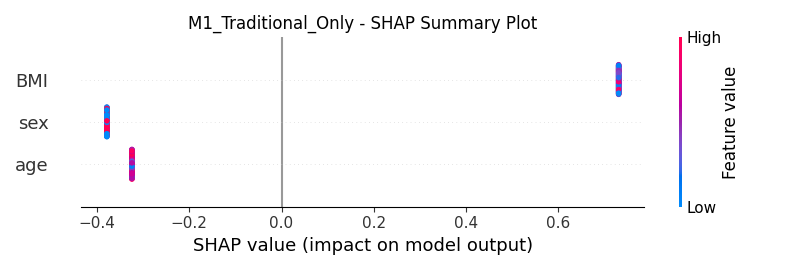 M1_Traditional_Only - SHAP Summary Plot
High
BMI
sex
age
Feature value
Low
−0.4 −0.2 0.0 0.2 0.4 0.6
SHAP value (impact on model output)